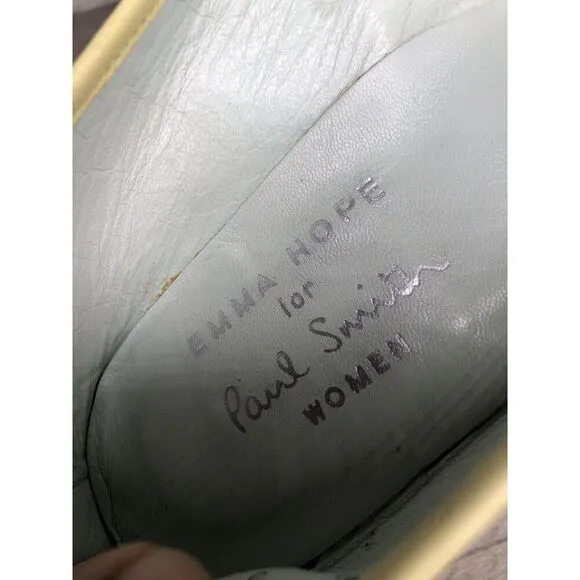 EMMA HOPE
for
Paul Smith
WOMEN